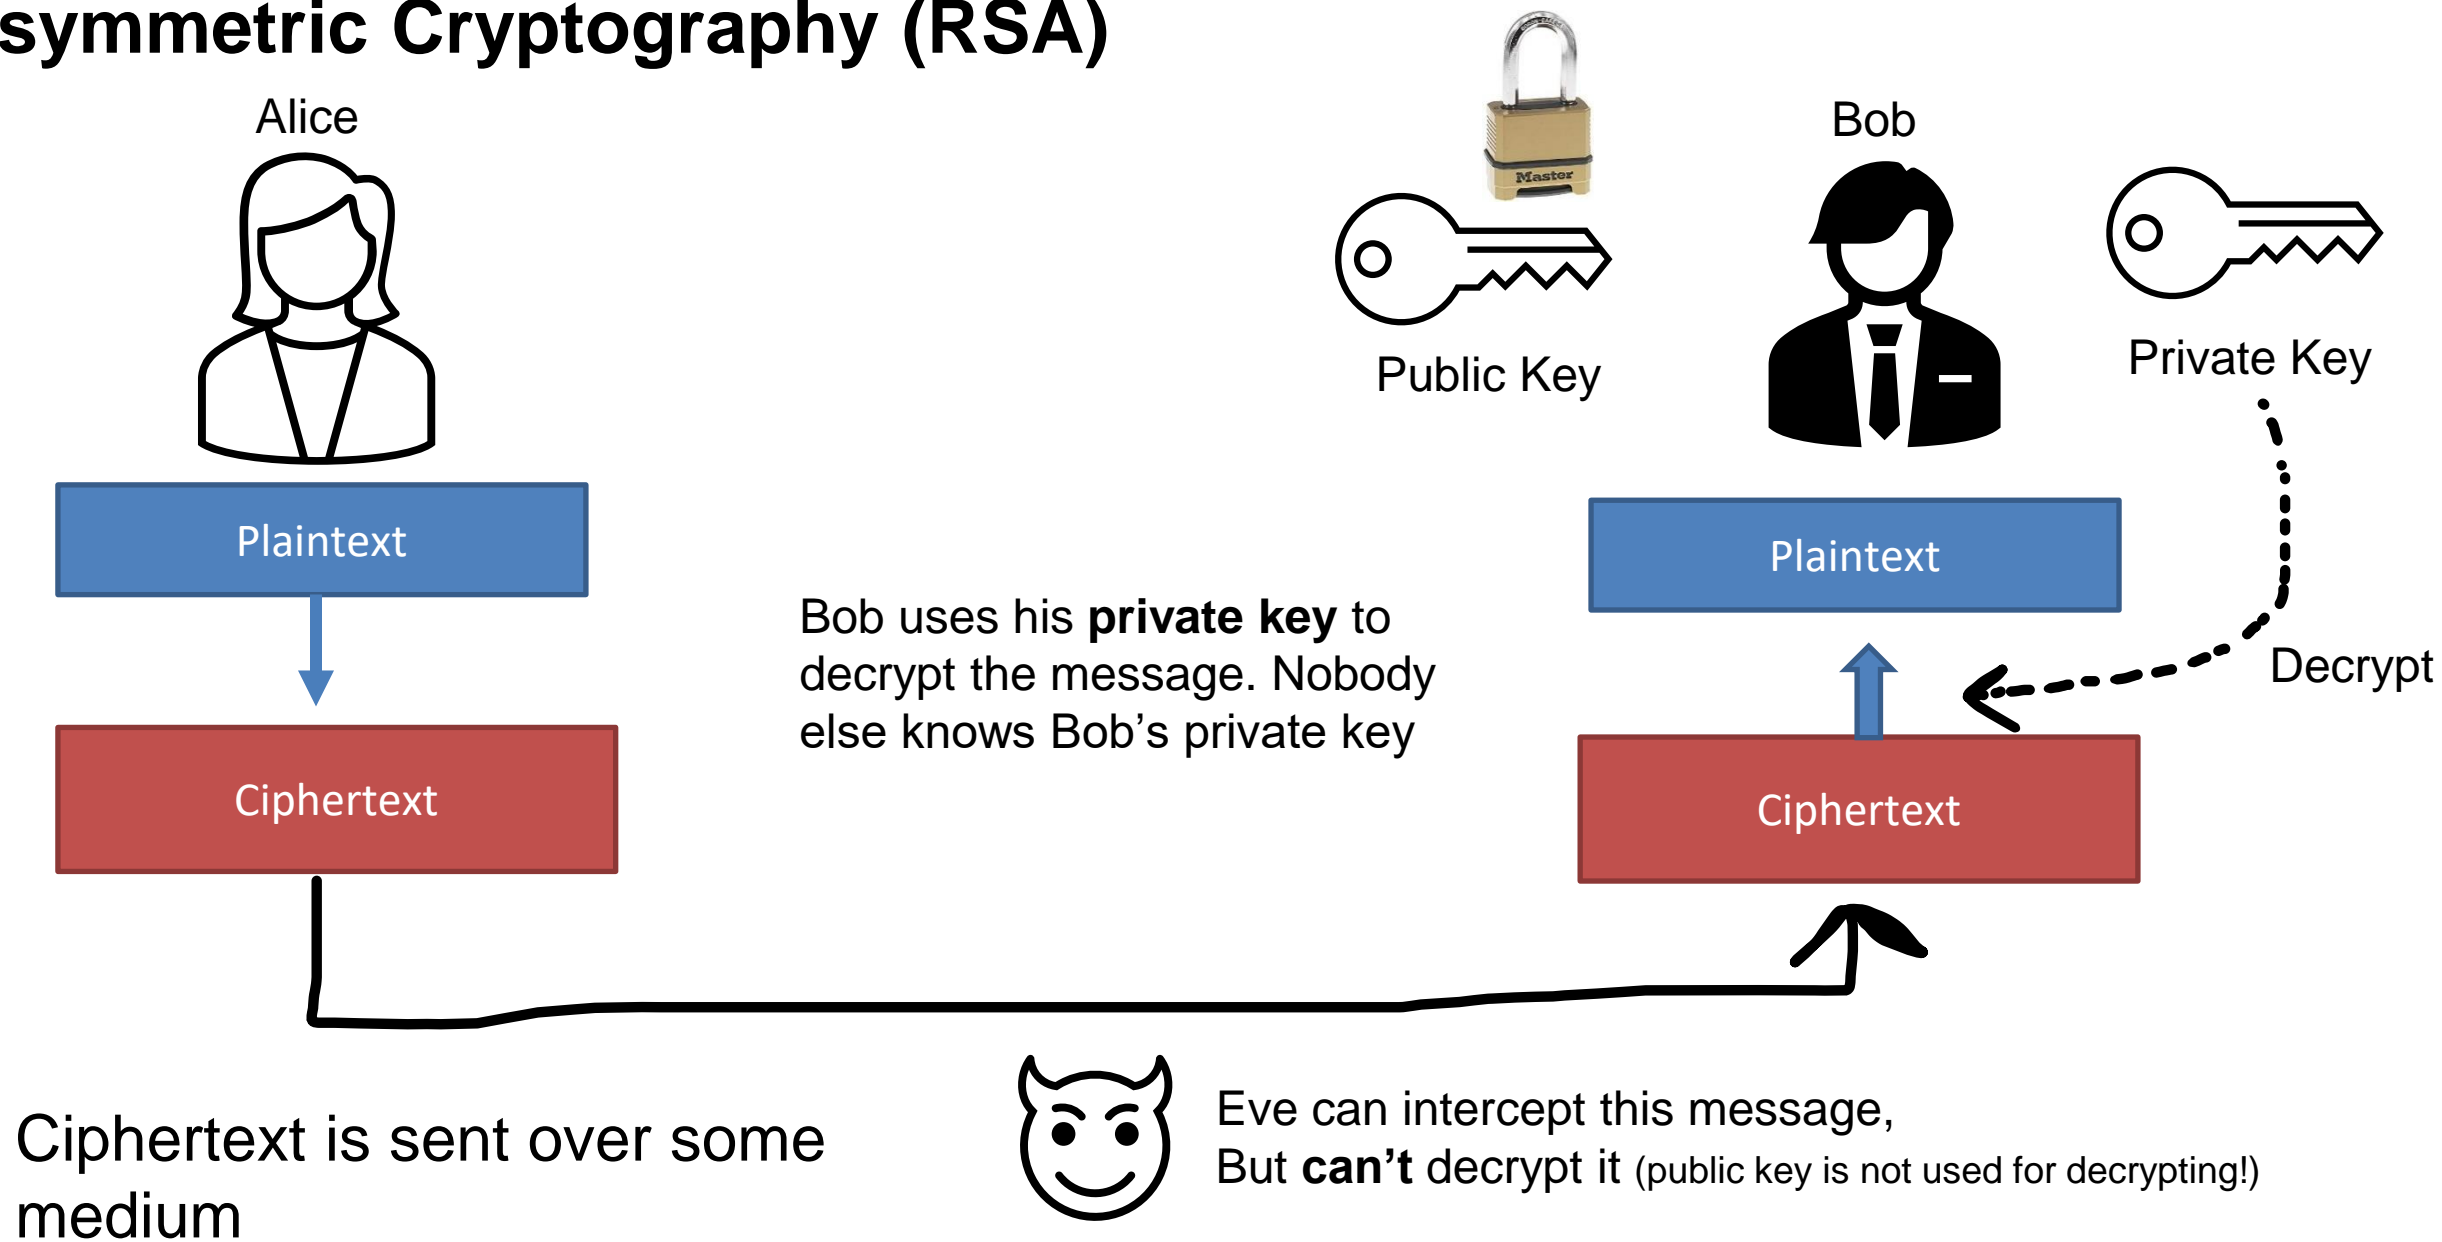 symmetric Cryptography (RSA)
Alice
Bob
Master
Public Key
Private Key
Plaintext
Plaintext
Bob uses his private key to
decrypt the message. Nobody
else knows Bob’s private key
Decrypt
Ciphertext
Ciphertext
Ciphertext is sent over some
medium
Eve can intercept this message,
But can’t decrypt it (public key is not used for decrypting!)